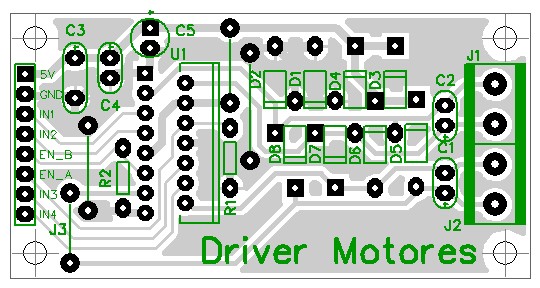 C3
C5
U1
J1
5V
GND
IN1
IN2
EN_B
EN_A
IN3
IN4
C4
D2
D1
D4
D3
C2
C1
D8
D7
D6
D5
R2
R1
J3
J2
Driver Motores